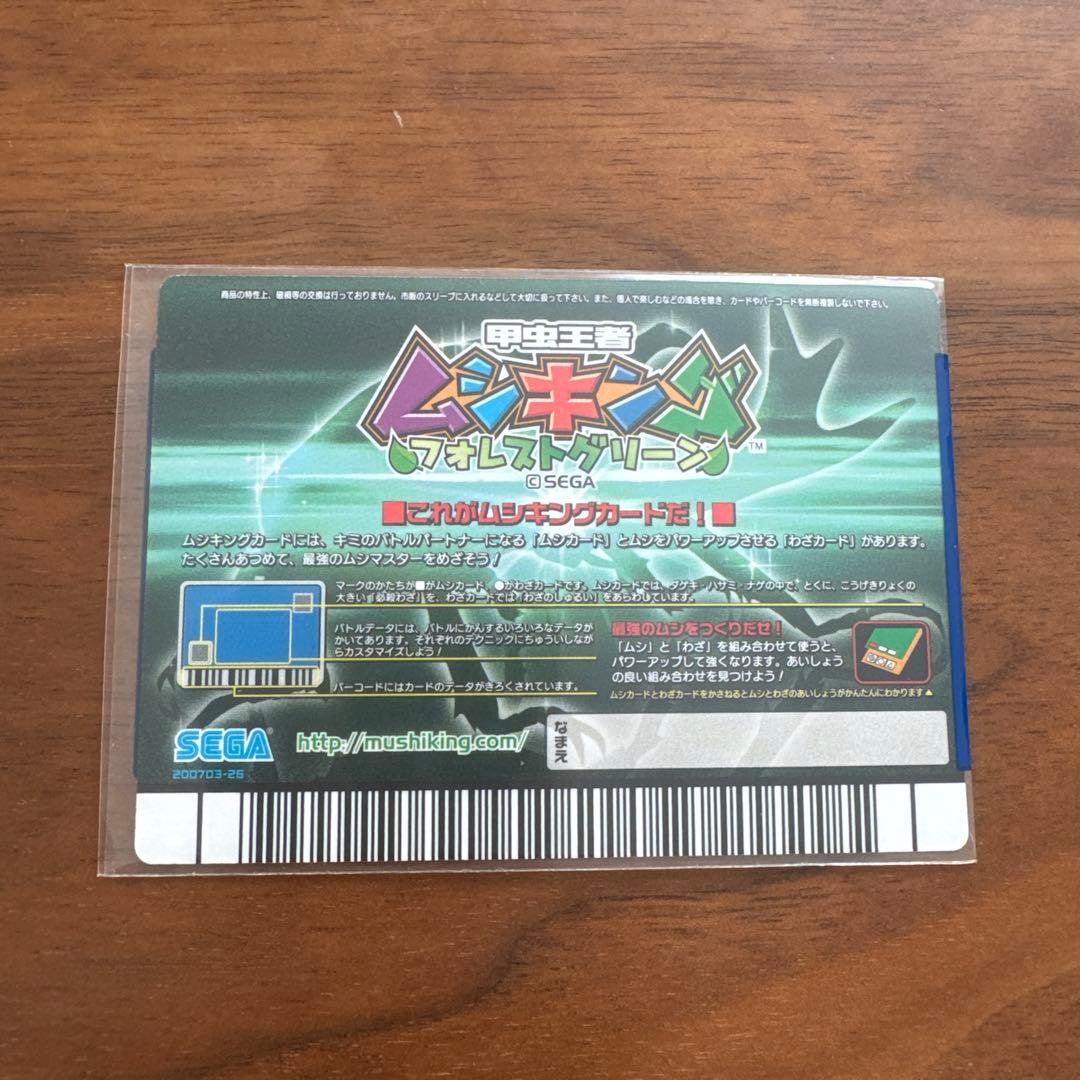 商品の特性上、破損等の交換は行っておりません。市販のスリーブに入れるなどして大切に扱って下さい。また、個人で楽しむなどの場合を除き、カードやバーコードを無断複製しないで下さい。
甲虫王者
ムシキング
TM
フォレストグリーン
© SEGA
■これがムシキングカードだ！■
ムシキングカードには、キミのバトルパートナーになる「ムシカード」とムシをパワーアップさせる「わざカード」があります。
たくさんあつめて、最強のムシマスターをめざそう！
マークのかたちが■がムシカード、●がわざカードです。ムシカードでは、ダゲキ・ハサミ・ナゲの中で、とくに、こうげきりょくの
大きい「必殺わざ」を、わざカードでは「わざのしゅるい」をあらわしています。
バトルデータには、バトルにかんするいろいろなデータが
かいてあります。それぞれのテクニックにちゅういしなが
らカスタマイズしよう！
バーコードにはカードのデータがきろくされています。
最強のムシをつくりだせ！
「ムシ」と「わざ」を組み合わせて使うと、
パワーアップして強くなります。あいしょう
の良い組み合わせを見つけよう！
ムシカードとわざカードをかさねるとムシとわざのあいしょうがかんたんにわかります▲
SEGA
http://mushiking.com/
なまえ
200703-26